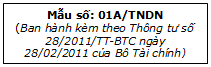 Mẫu số: 01A/TNDN
(Ban hành kèm theo Thông tư số
28/2011/TT-BTC ngày
28/02/2011 của Bộ Tài chính)